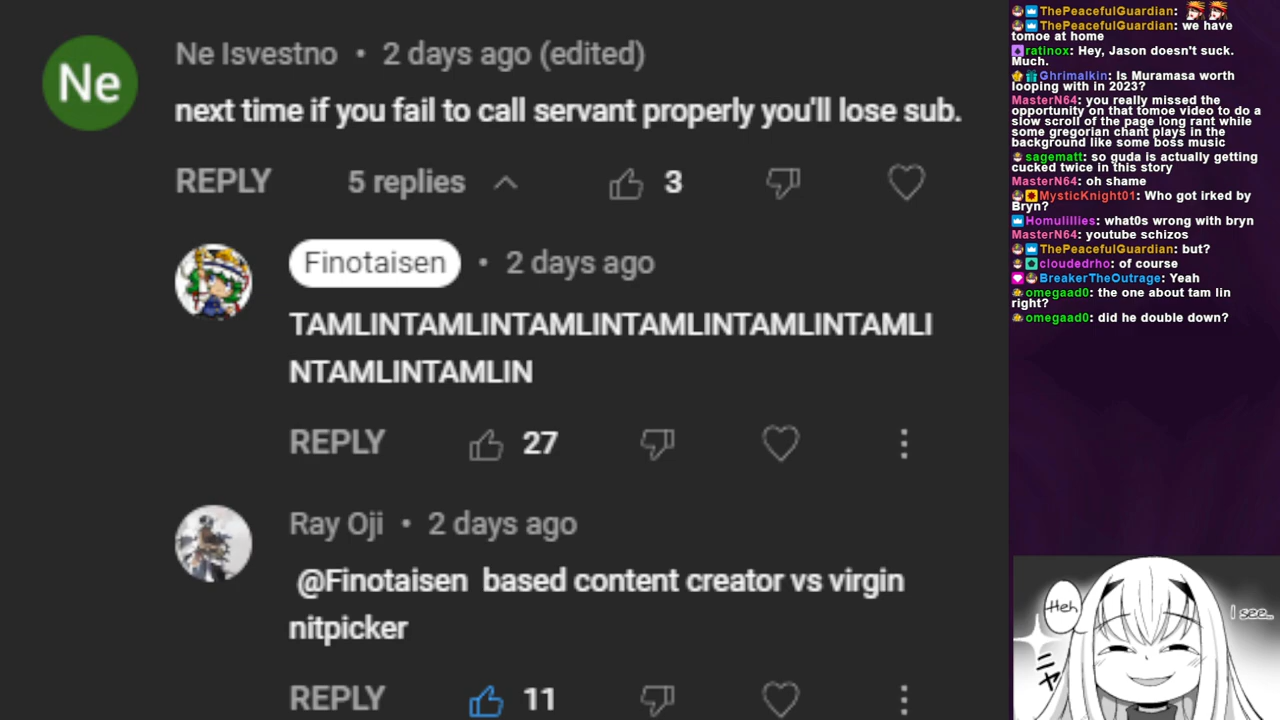 Ne
Ne Isvestno • 2 days ago (edited)
next time if you fail to call servant properly you'll lose sub.
REPLY 5 replies 3
Finotaisen • 2 days ago
TAMLINTAMLINTAMLINTAMLINTAMLINTAMLI
NTAMLINTAMLIN
REPLY 27
Ray Oji • 2 days ago
@Finotaisen based content creator vs virgin
nitpicker
REPLY 11
ThePeacefulGuardian:
ThePeacefulGuardian: we have
tomoe at home
ratinox: Hey, Jason doesn't suck.
Much.
Ghrimalkin: Is Muramasa worth
looping with in 2023?
MasterN64: you really missed the
opportunity on that tomoe video to do a
slow scroll of the page long rant while
some gregorian chant plays in the
background like some boss music
sagematt: so guda is actually getting
cucked twice in this story
MasterN64: oh shame
MysticKnight01: Who got irked by
Bryn?
Homulillies: what0s wrong with bryn
MasterN64: youtube schizos
ThePeacefulGuardian: but?
cloudedrho: of course
BreakerTheOutrage: Yeah
omegaad0: the one about tam lin
right?
omegaad0: did he double down?
Heh
I see...
ニヤ